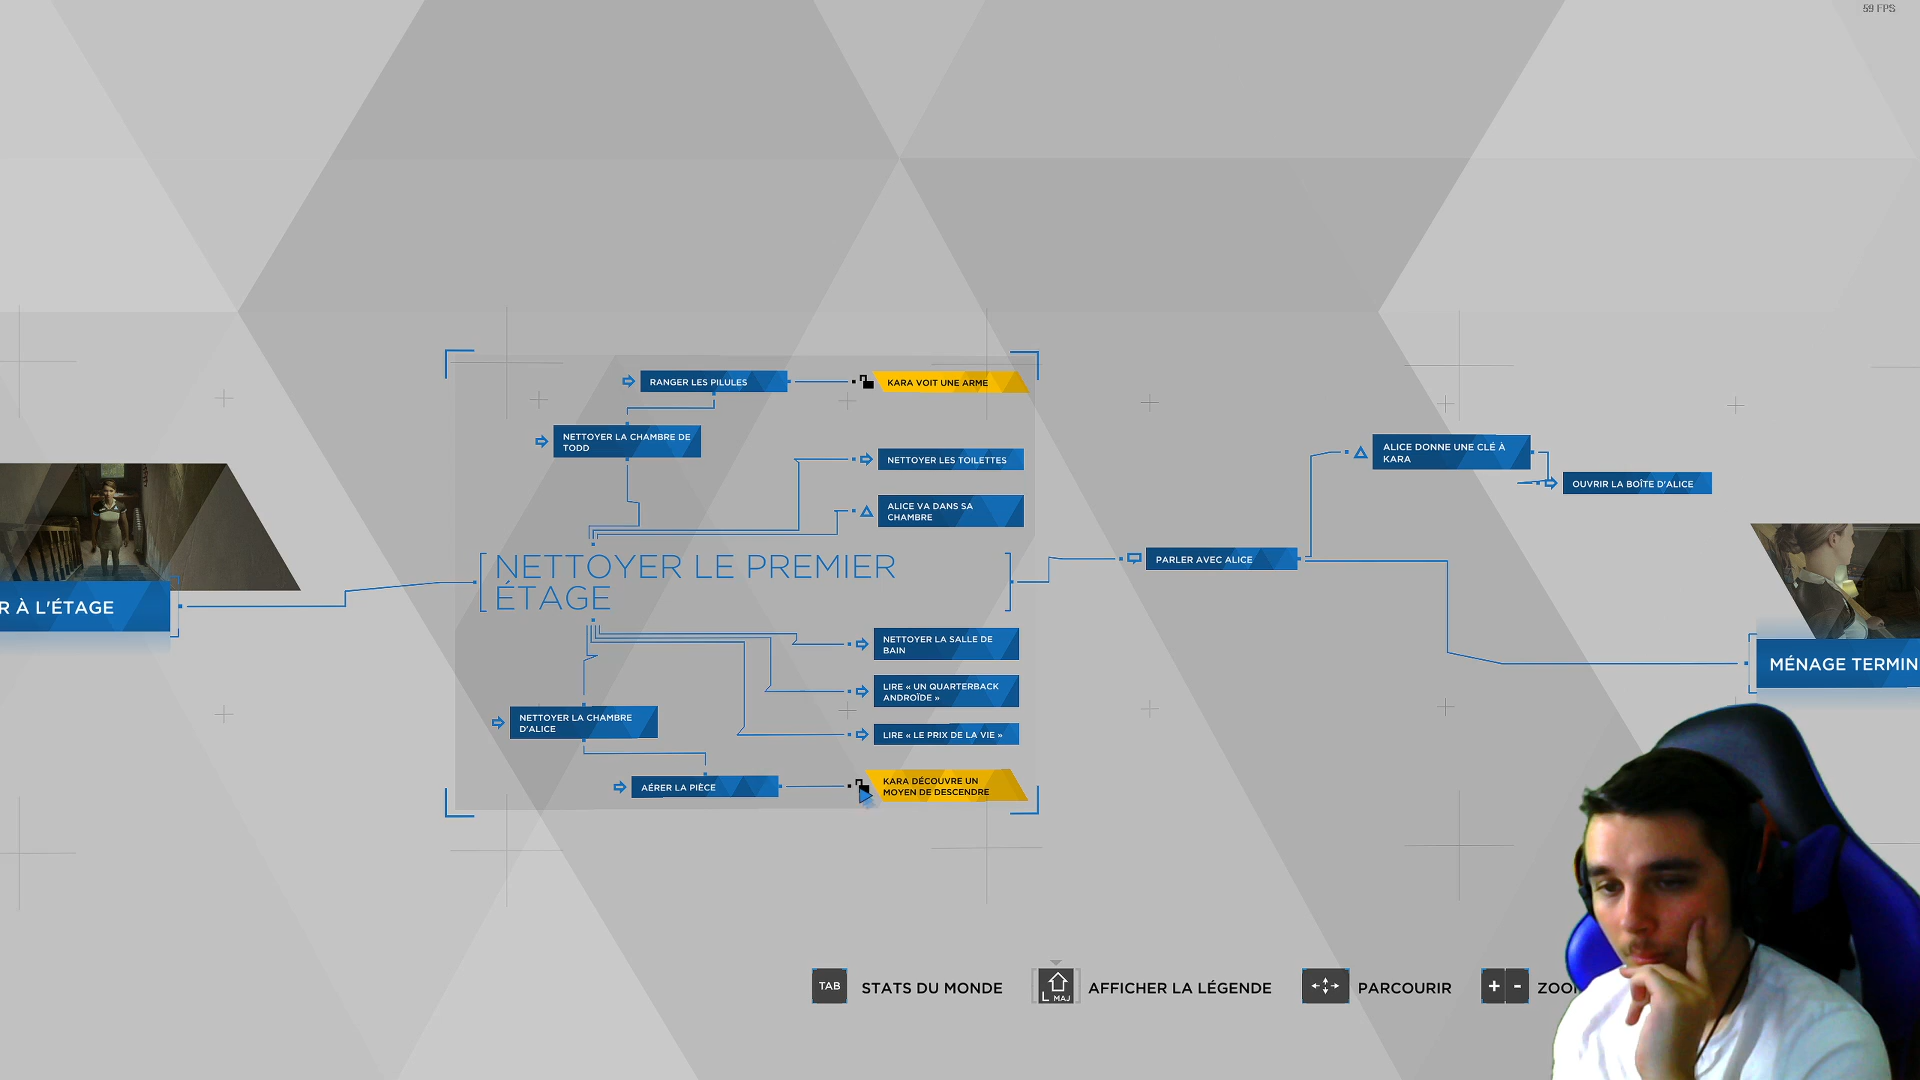 59 FPS
RANGER LES PILULES
KARA VOIT UNE ARME
NETTOYER LA CHAMBRE DE
TODD
NETTOYER LES TOILETTES
ALICE VA DANS SA
CHAMBRE
NETTOYER LE PREMIER
ÉTAGE
R À L'ÉTAGE
NETTOYER LA SALLE DE
BAIN
LIRE « UN QUARTERBACK
ANDROÏDE »
NETTOYER LA CHAMBRE
D'ALICE
LIRE « LE PRIX DE LA VIE »
AÉRER LA PIÈCE
KARA DÉCOUVRE UN
MOYEN DE DESCENDRE
PARLER AVEC ALICE
ALICE DONNE UNE CLÉ À
KARA
OUVRIR LA BOÎTE D'ALICE
MÉNAGE TERMIN
TAB STATS DU MONDE
L MAJ AFFICHER LA LÉGENDE
PARCOURIR
+ - ZOO